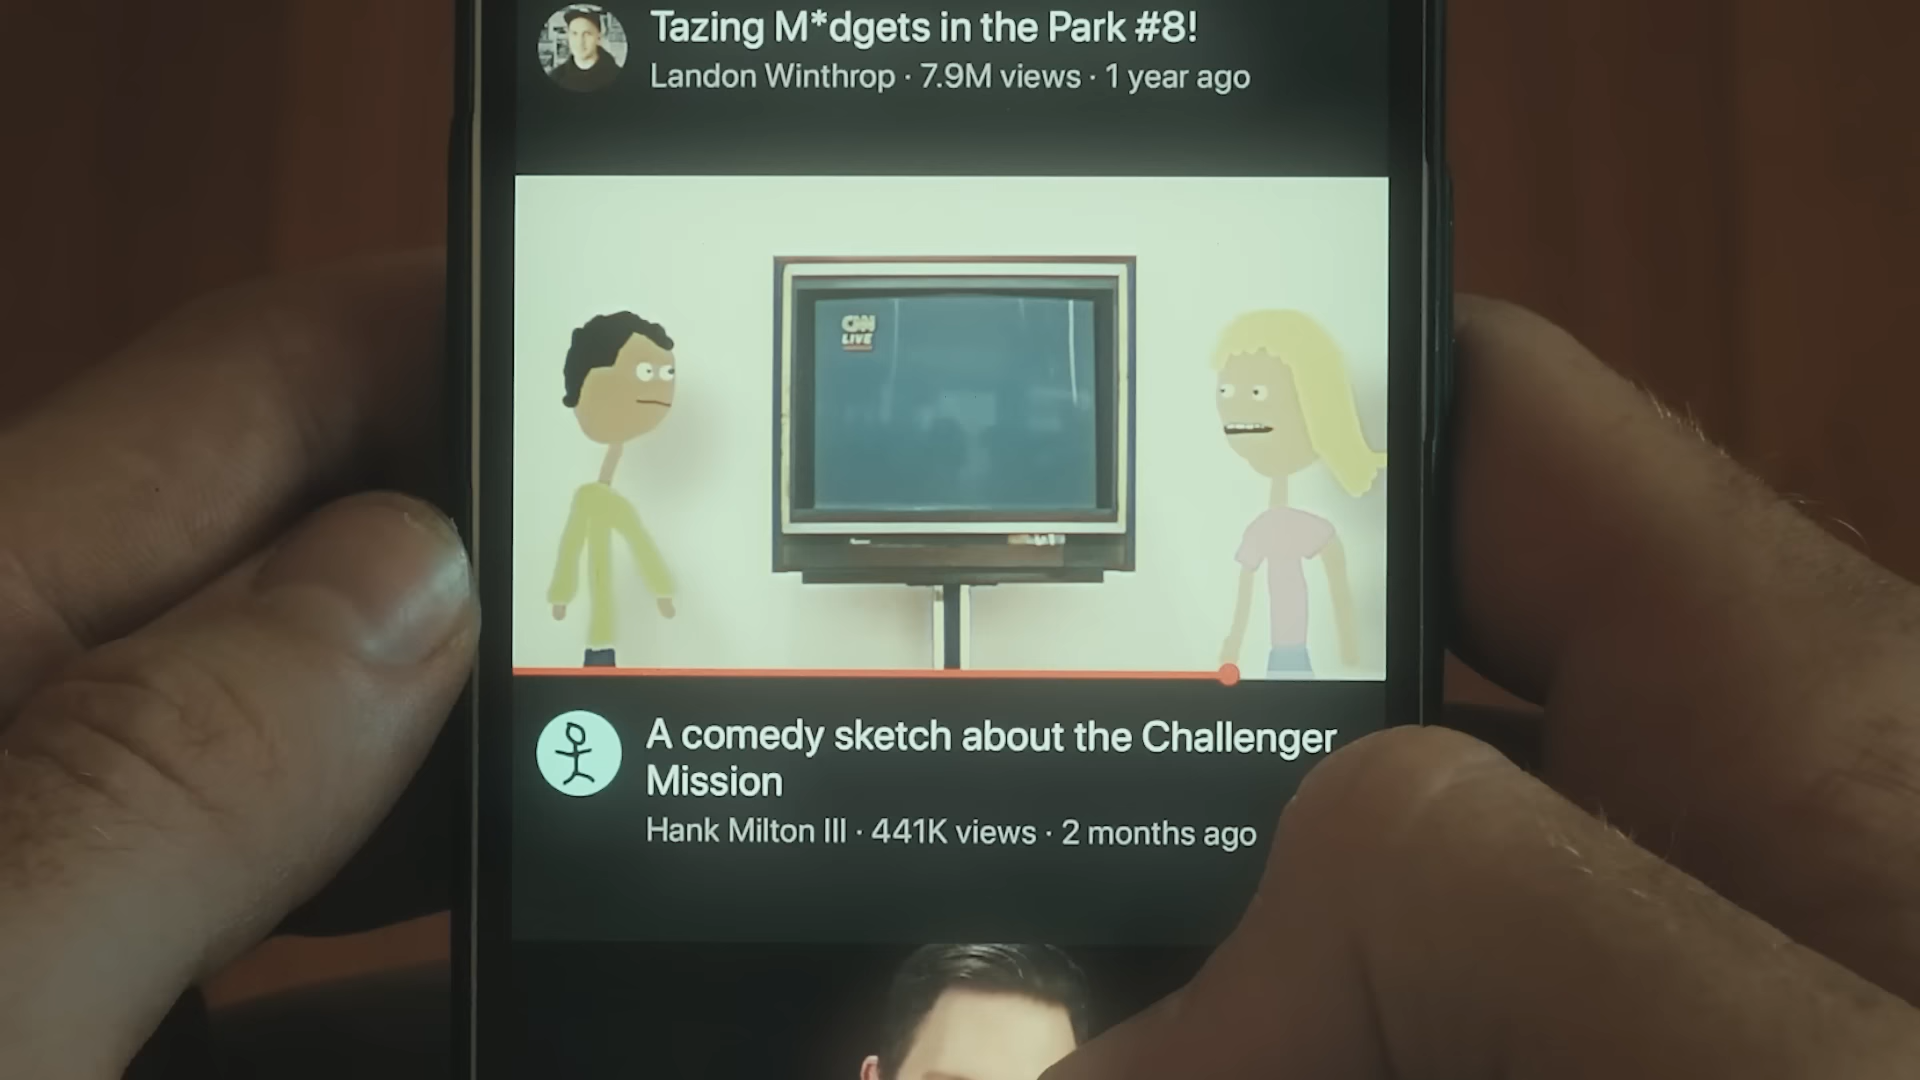 Tazing M*dgets in the Park #8!
Landon Winthrop · 7.9M views · 1 year ago
CNN
LIVE
A comedy sketch about the Challenger
Mission
Hank Milton III · 441K views · 2 months ago